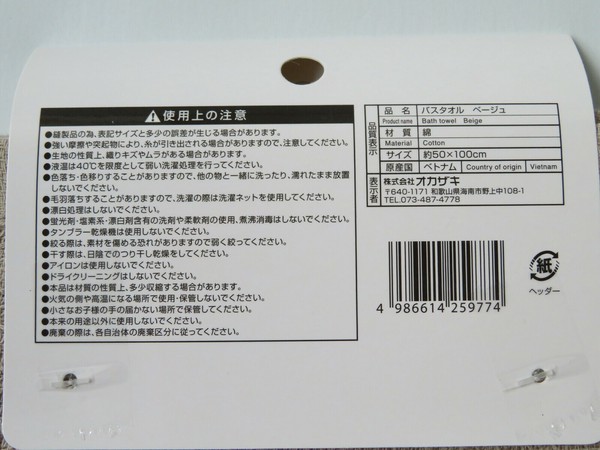 ⚠使用上の注意
●縫製品の為、表記サイズと多少の誤差が生じる場合があります。
●強い摩擦や突起物により、糸が引き出される場合がありますので、注意してください。
●生地の性質上、織りキズやムラがある場合があります。
●液温は40℃を限度として弱い洗濯処理を行ってください。
●色落ち・色移りすることがありますので、他の物と一緒に洗ったり、濡れたまま放置
しないでください。
●毛羽落ちすることがありますので、洗濯の際は洗濯ネットを使用してください。
●漂白処理はしないでください。
●蛍光剤・塩素系・漂白剤含有の洗剤や柔軟剤の使用、煮沸消毒はしないでください。
●タンブラー乾燥機は使用しないでください。
●絞る際は、素材を傷める恐れがありますので弱く絞ってください。
●干す際は、日陰でのつり干し乾燥をしてください。
●アイロンは使用しないでください。
●ドライクリーニングはしないでください。
●本品は材質の性質上、多少収縮する場合があります。
●火気の側や高温になる場所で使用・保管しないでください。
●小さなお子様の手の届かない場所で保管してください。
●本来の用途以外に使用しないでください。
●廃棄の際は、各自治体の廃棄区分に従ってください。
品質表示
品名 バスタオル ベージュ
Product name Bath towel Beige
材質 綿
Material Cotton
サイズ 約50×100cm
原産国 ベトナム Country of origin Vietnam
表示者
株式会社オカザキ
〒640-1171 和歌山県海南市野上中108-1
TEL.073-487-4778
紙
ヘッダー
4 986614 259774